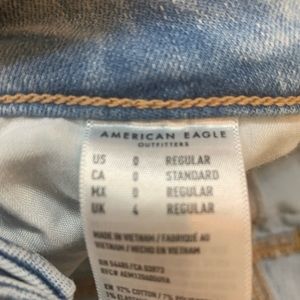 AMERICAN EAGLE
OUTFITTERS
US 0 REGULAR
CA 0 STANDARD
MX 0 REGULAR
UK 4 REGULAR
MADE IN VIETNAM / FABRIQUÉ AU
VIETNAM / HECHO EN VIETNAM
COTTON